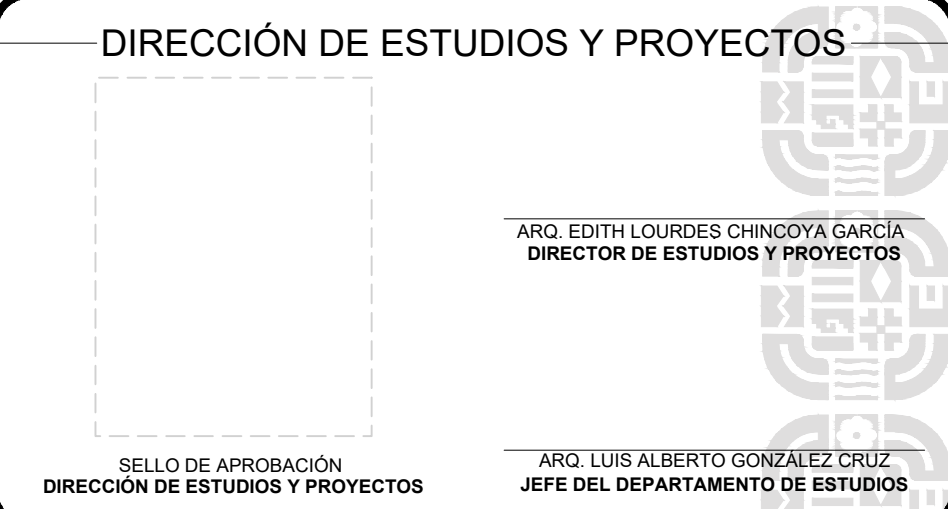 DIRECCIÓN DE ESTUDIOS Y PROYECTOS
ARQ. EDITH LOURDES CHINCOYA GARCÍA
DIRECTOR DE ESTUDIOS Y PROYECTOS
SELLO DE APROBACIÓN
DIRECCIÓN DE ESTUDIOS Y PROYECTOS
ARQ. LUIS ALBERTO GONZÁLEZ CRUZ
JEFE DEL DEPARTAMENTO DE ESTUDIOS